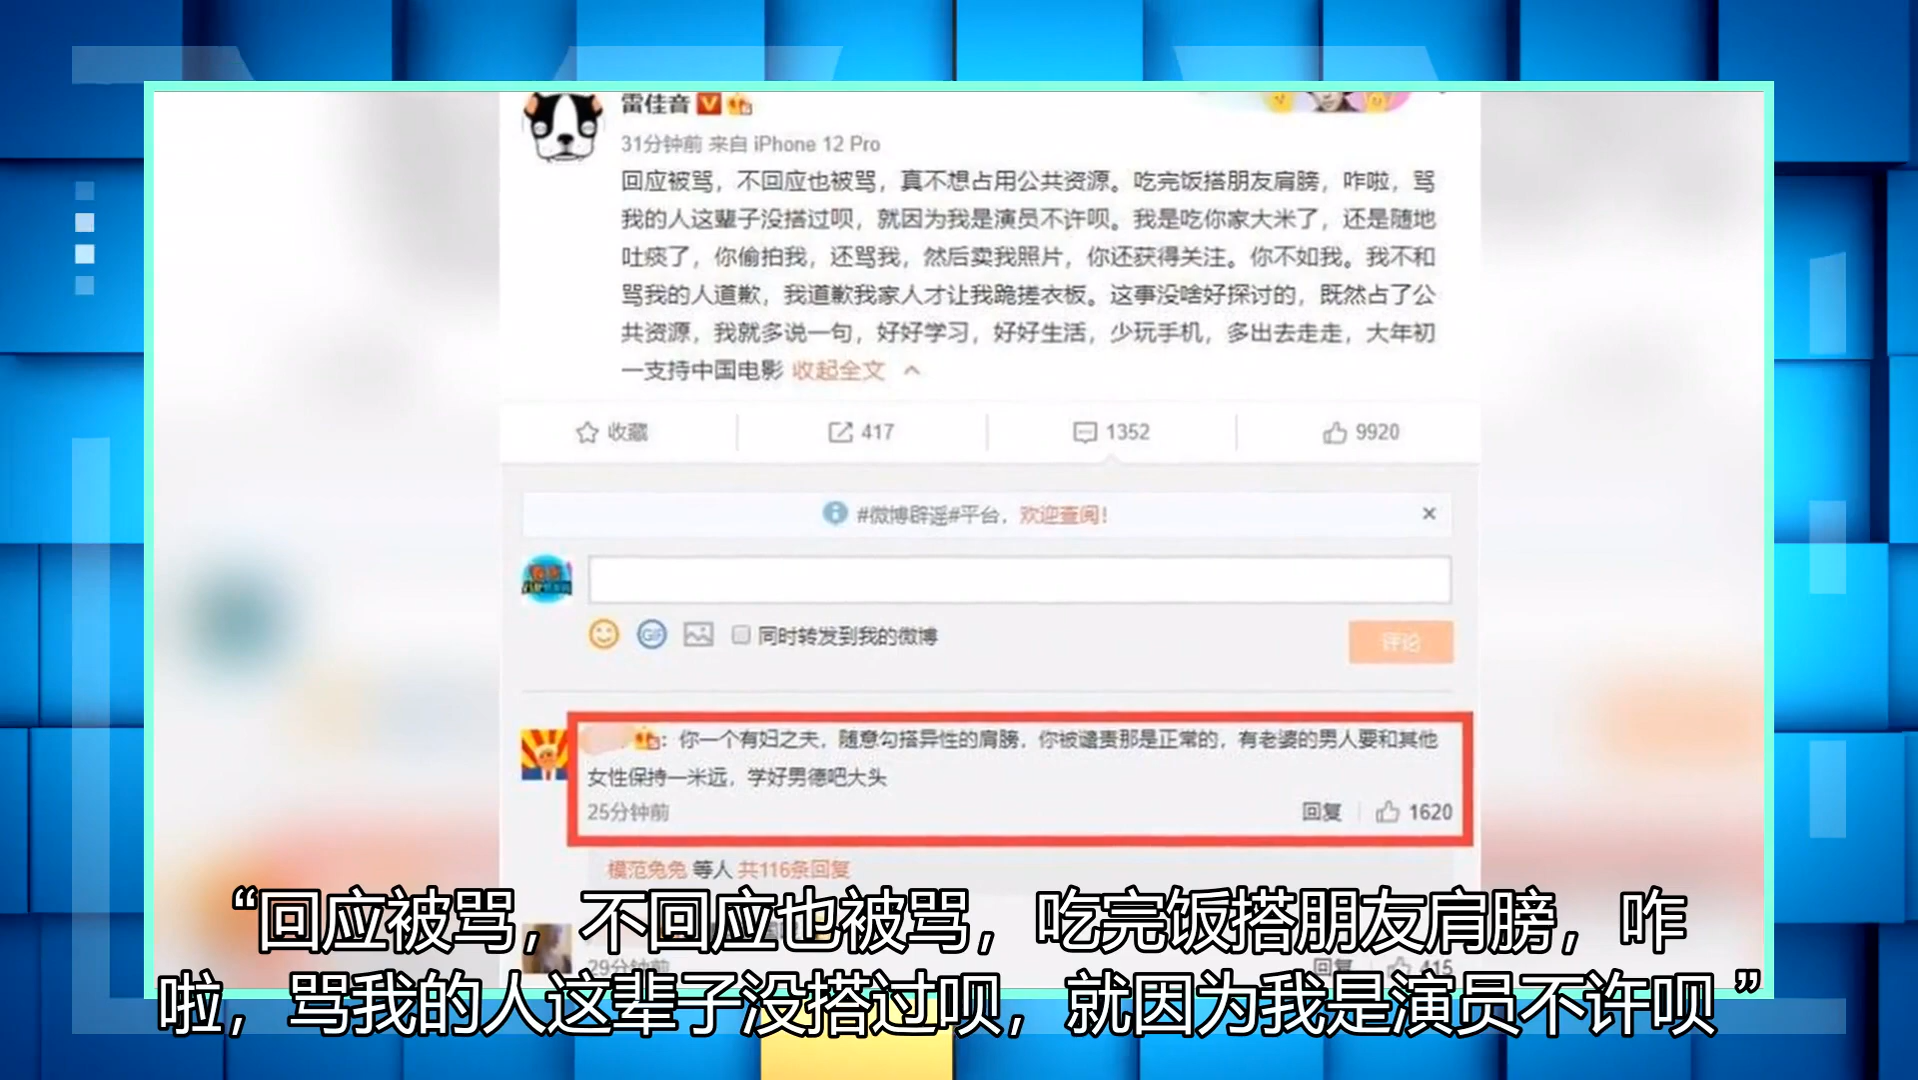 雷佳音
31分钟前 来自 iPhone 12 Pro
回应被骂，不回应也被骂，真不想占用公共资源。吃完饭搭朋友肩膀，咋啦，骂
我的人这辈子没搭过呗，就因为我是演员不许呗。我是吃你家大米了，还是随地
吐痰了，你偷拍我，还骂我，然后卖我照片，你还获得关注。你不如我。我不和
骂我的人道歉，我道歉我家人才让我跪搓衣板。这事没啥好探讨的，既然占了公
共资源，我就多说一句，好好学习，好好生活，少玩手机，多出去走走，大年初
一支持中国电影 收起全文
收藏 417 1352 9920
#微博辟谣#平台，欢迎查阅！
GIF 同时转发到我的微博
评论
：你一个有妇之夫，随意勾搭异性的肩膀，你被谴责那是正常的，有老婆的男人要和其他
女性保持一米远，学好男德吧大头
25分钟前 回复 1620
模范兔兔 等人 共116条回复
29分钟前 回复 415
“回应被骂，不回应也被骂，吃完饭搭朋友肩膀，咋
啦，骂我的人这辈子没搭过呗，就因为我是演员不许呗”